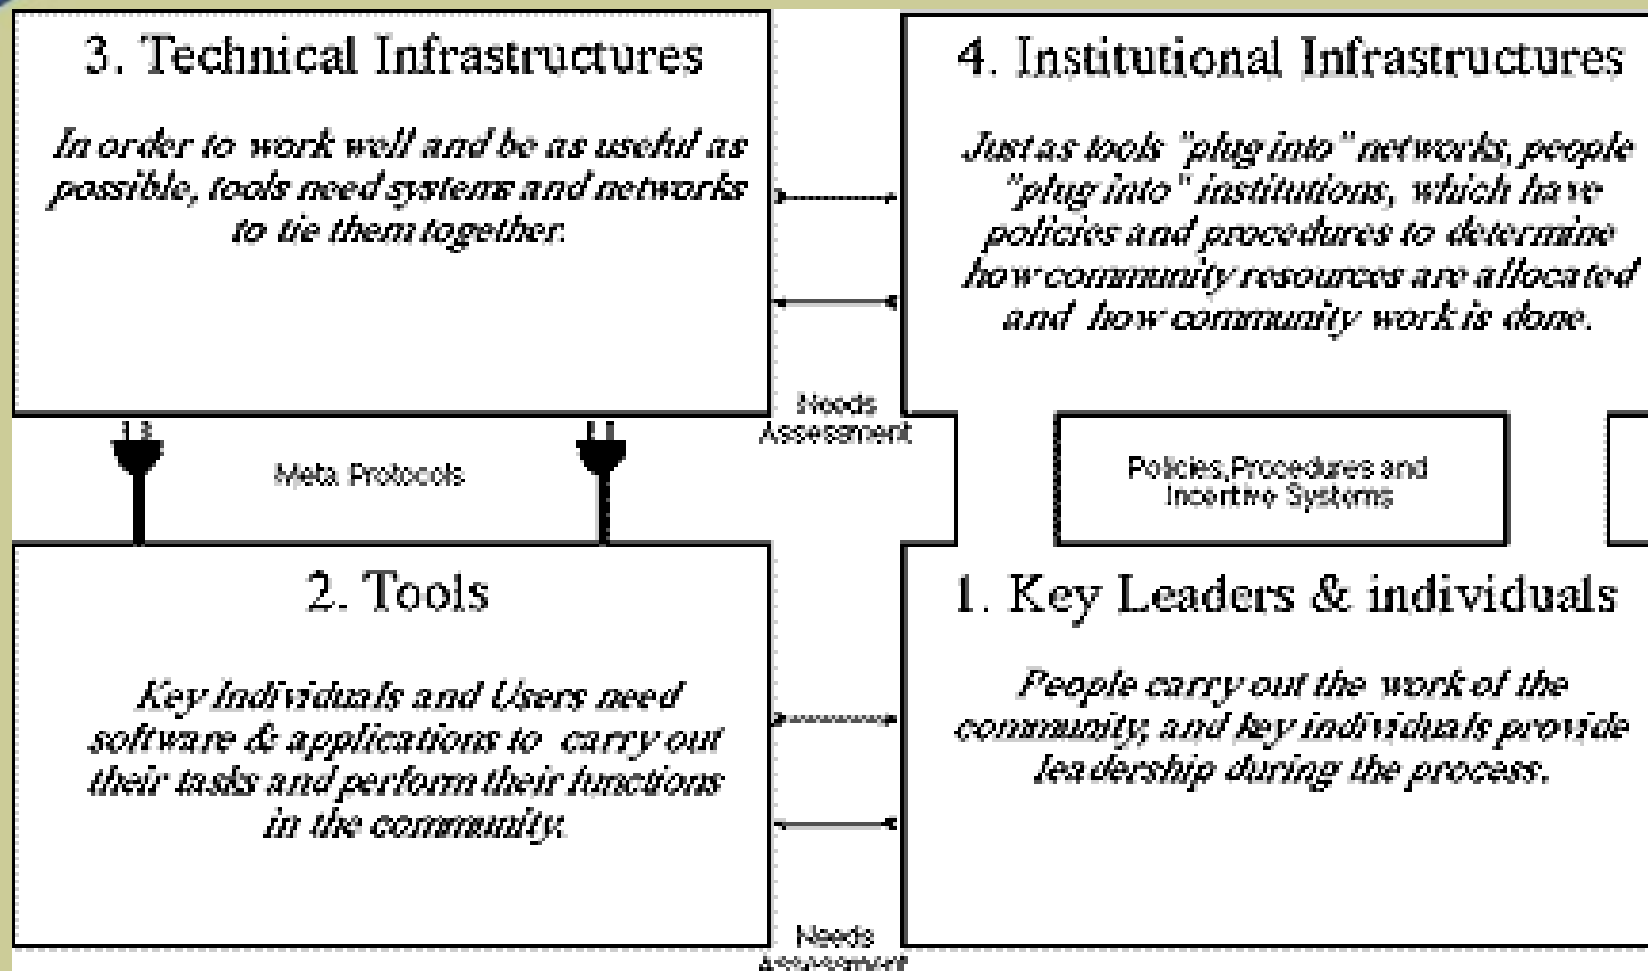 3. Technical Infrastructures
In order to work well and be as useful as
possible, tools need systems and networks
to tie them together.
4. Institutional Infrastructures
Just as tools "plug into" networks, people
"plug into" institutions, which have
policies and procedures to determine
how community resources are allocated
and how community work is done.
Needs
Assessment
Meta Protocols
Policies, Procedures and
Incentive Systems
2. Tools
Key Individuals and Users need
software & applications to carry out
their tasks and perform their functions
in the community.
1. Key Leaders & individuals
People carry out the work of the
community, and key individuals provide
leadership during the process.
Needs
Assessment